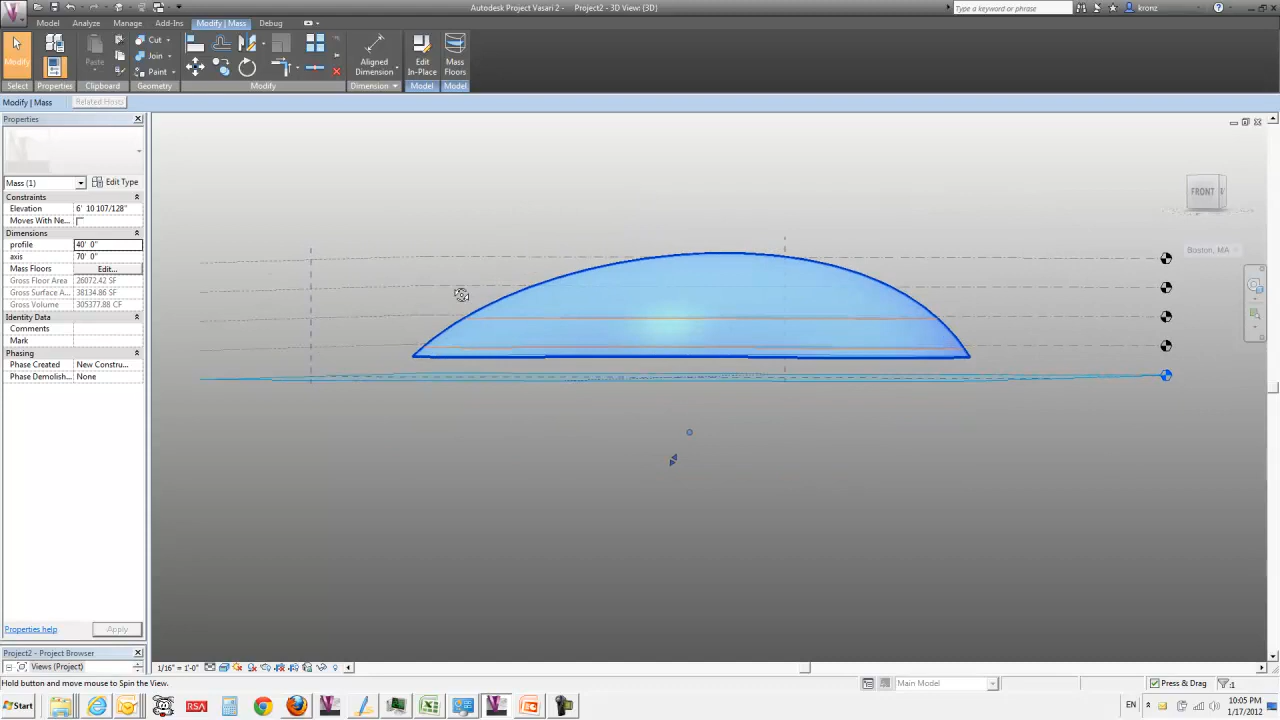 Autodesk Project Vasari 2 - Project2 - 3D View: {3D}
Type a keyword or phrase
kronz
Model
Analyze
Manage
Add-Ins
Modify | Mass
Debug
Modify
Paste
Cut
Join
Paint
Aligned
Dimension
Edit
In-Place
Mass
Floors
Select
Properties
Clipboard
Geometry
Modify
Dimension
Model
Model
Modify | Mass
Related Hosts
Properties
Mass (1)
Edit Type
Constraints
Elevation 6' 10 107/128"
Moves With Ne...
Dimensions
profile 40' 0"
axis 70' 0"
Mass Floors Edit...
Gross Floor Area 26072.42 SF
Gross Surface A... 38134.86 SF
Gross Volume 305377.88 CF
Identity Data
Comments
Mark
Phasing
Phase Created New Constru...
Phase Demolish... None
Properties help
Apply
Project2 - Project Browser
Views (Project)
FRONT
Boston, MA
1/16" = 1'-0"
Hold button and move mouse to Spin the View.
Main Model
Press & Drag
:1
Start
RSA
EN
10:05 PM
1/17/2012